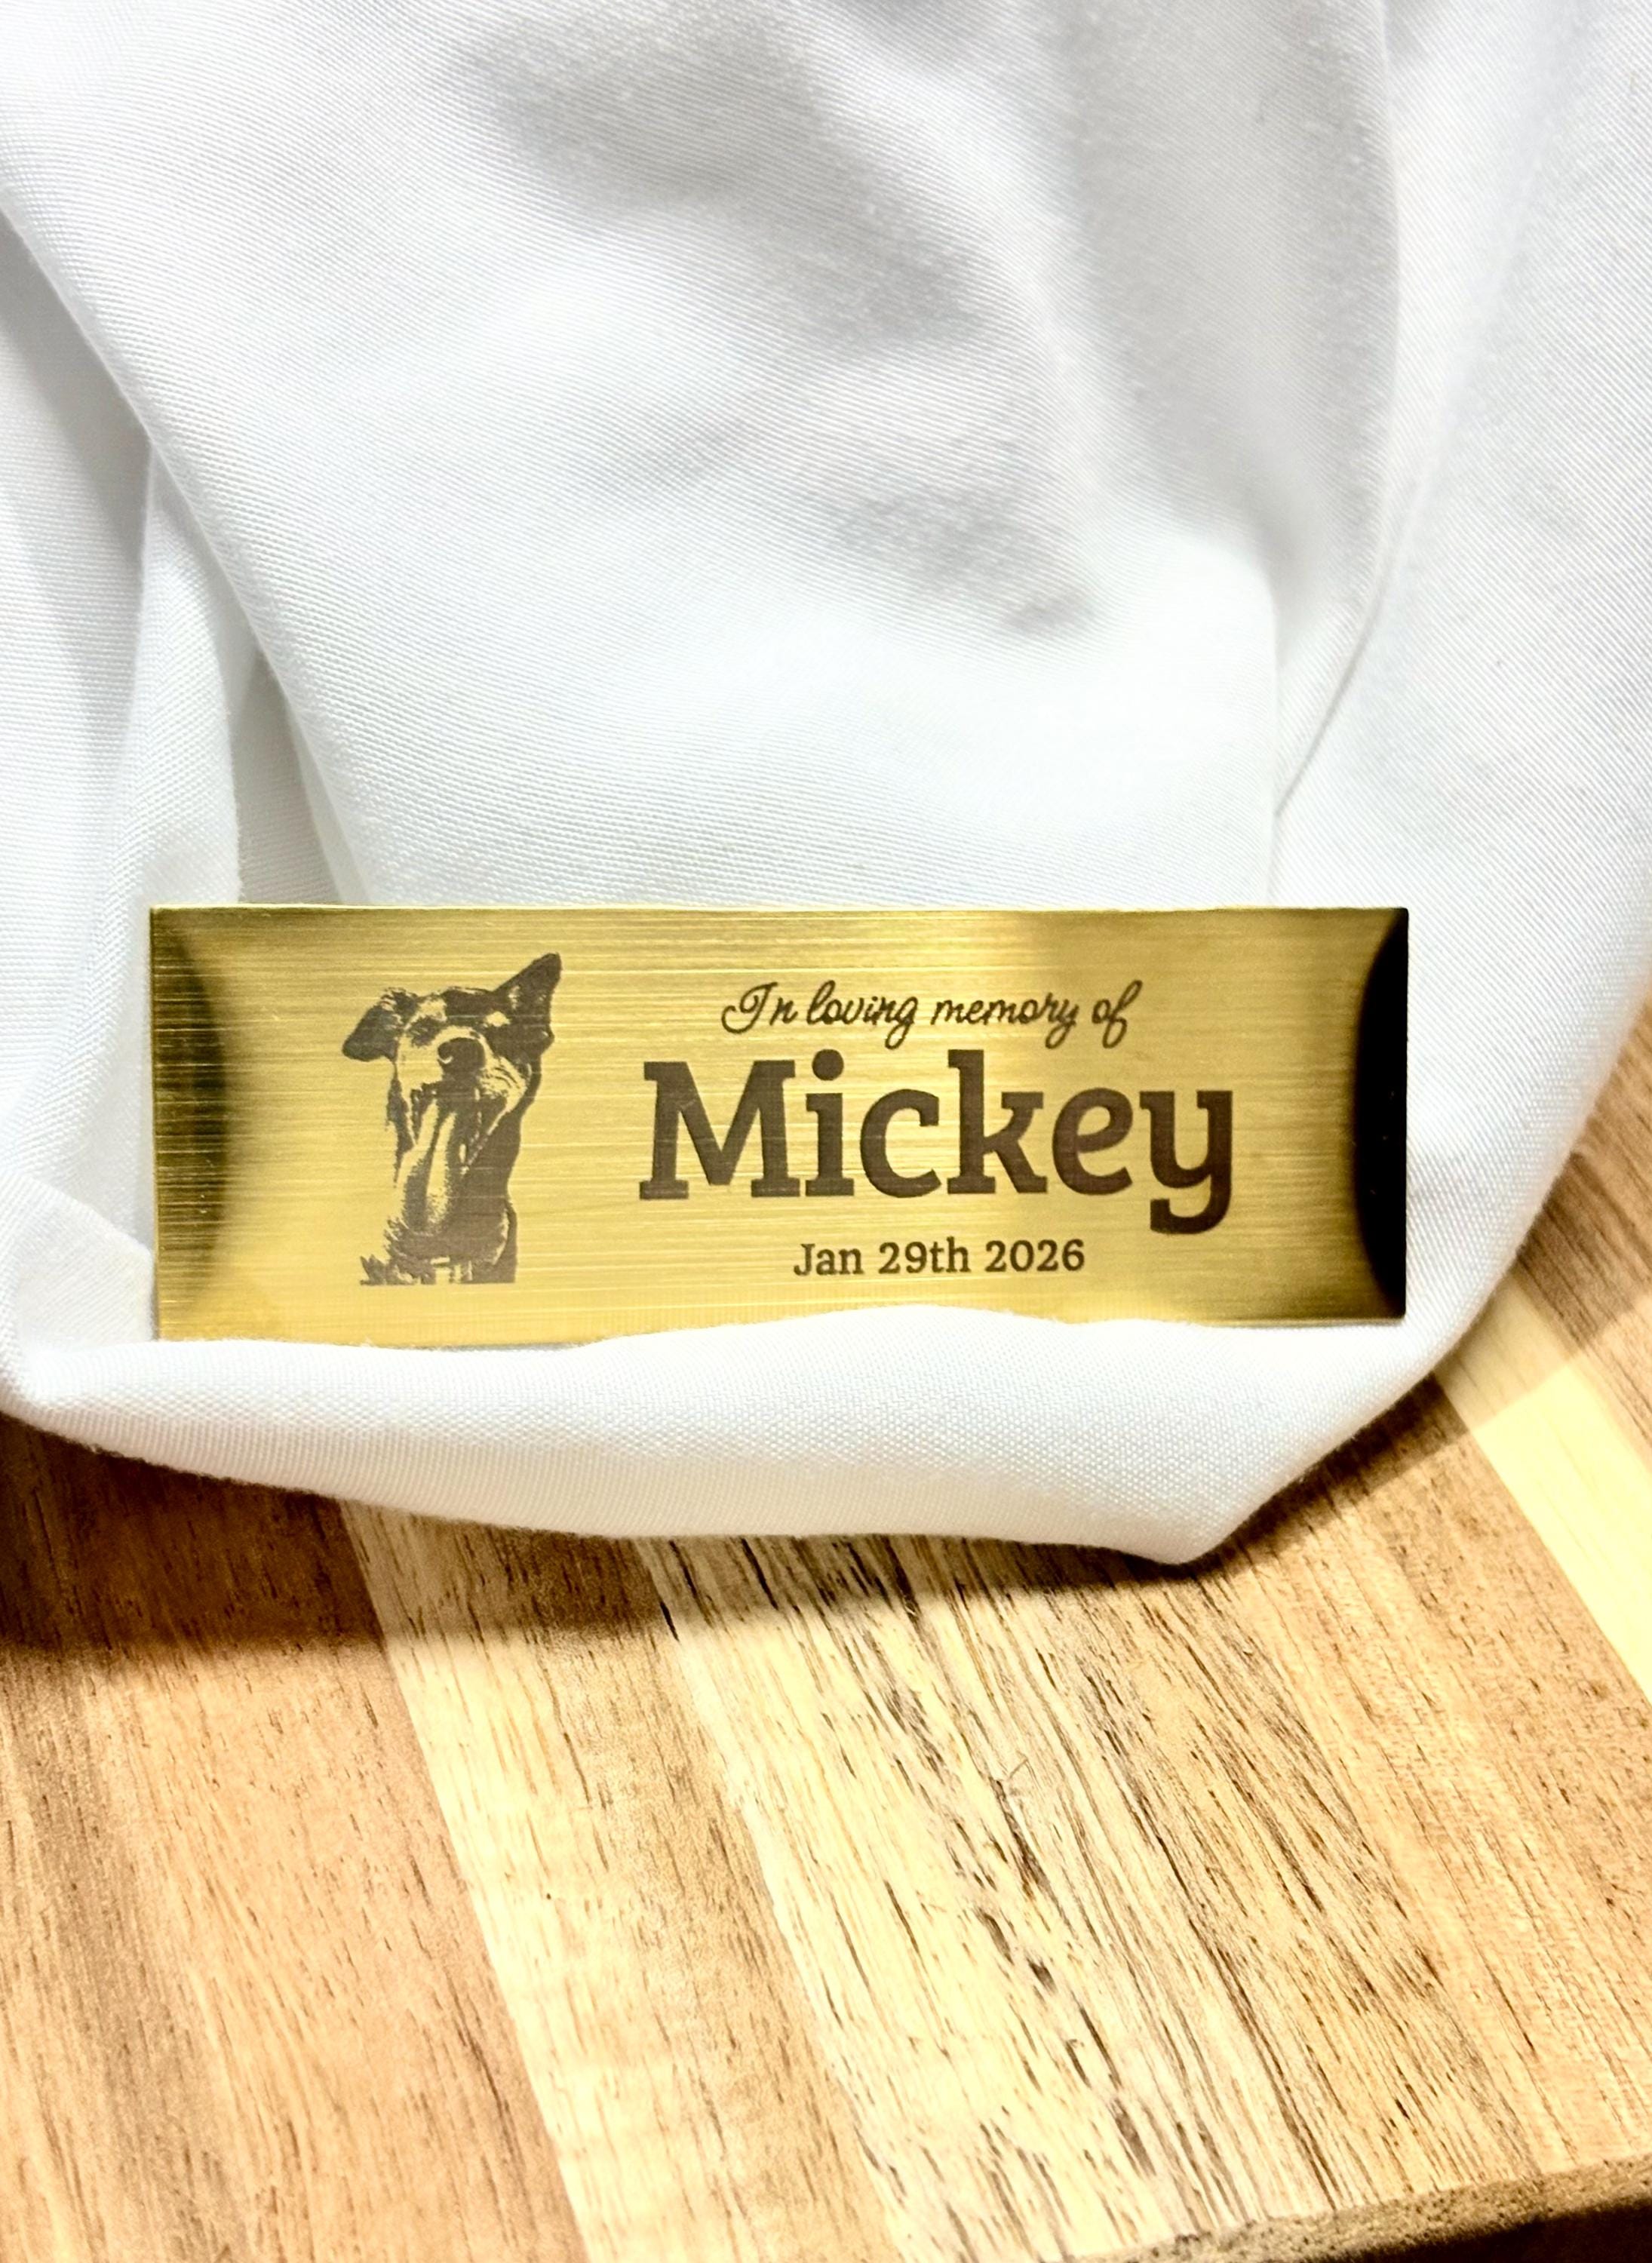 In loving memory of
Mickey
Jan 29th 2026